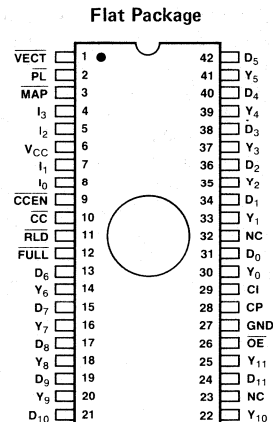 Flat Package
VECT 1 42 D5
PL 2 41 Y5
MAP 3 40 D4
I3 4 39 Y4
I2 5 38 D3
VCC 6 37 Y3
I1 7 36 D2
I0 8 35 Y2
CCEN 9 34 D1
CC 10 33 Y1
RLD 11 32 NC
FULL 12 31 D0
D6 13 30 Y0
Y6 14 29 CI
D7 15 28 CP
Y7 16 27 GND
D8 17 26 OE
Y8 18 25 Y11
D9 19 24 D11
Y9 20 23 NC
D10 21 22 Y10